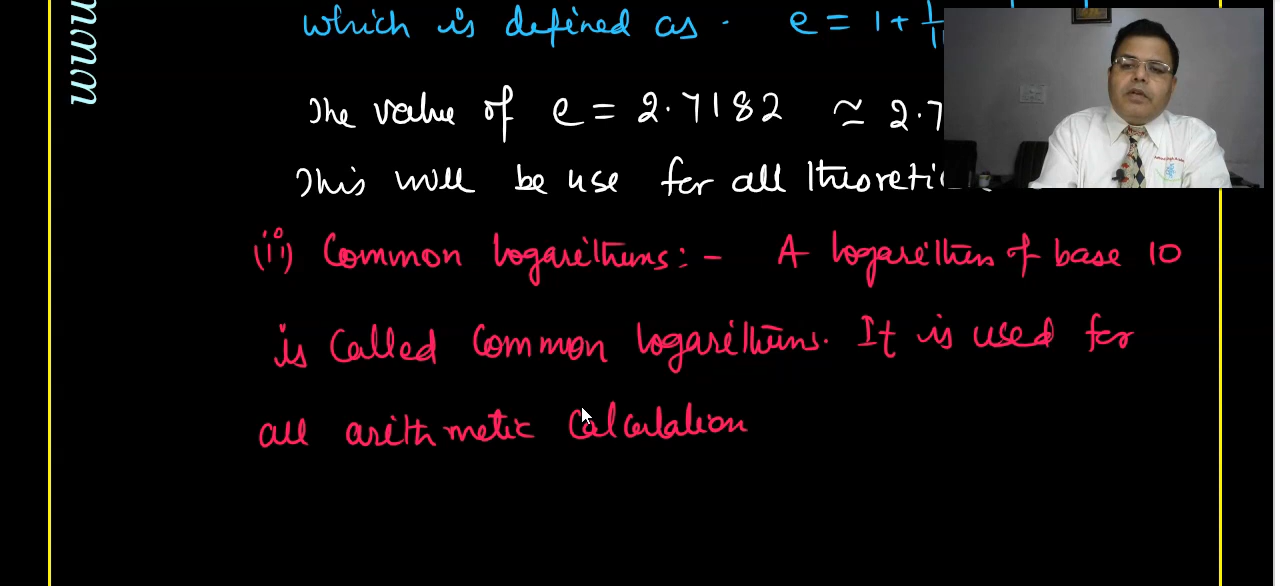 which is defined as. e = 1 + 1/1
The value of e = 2.7182 ≃ 2.7
This will be use for all theoreti
(ii) Common logarithms:- A logarithm of base 10
is called common logarithms. It is used for
all arithmetic calculation
www